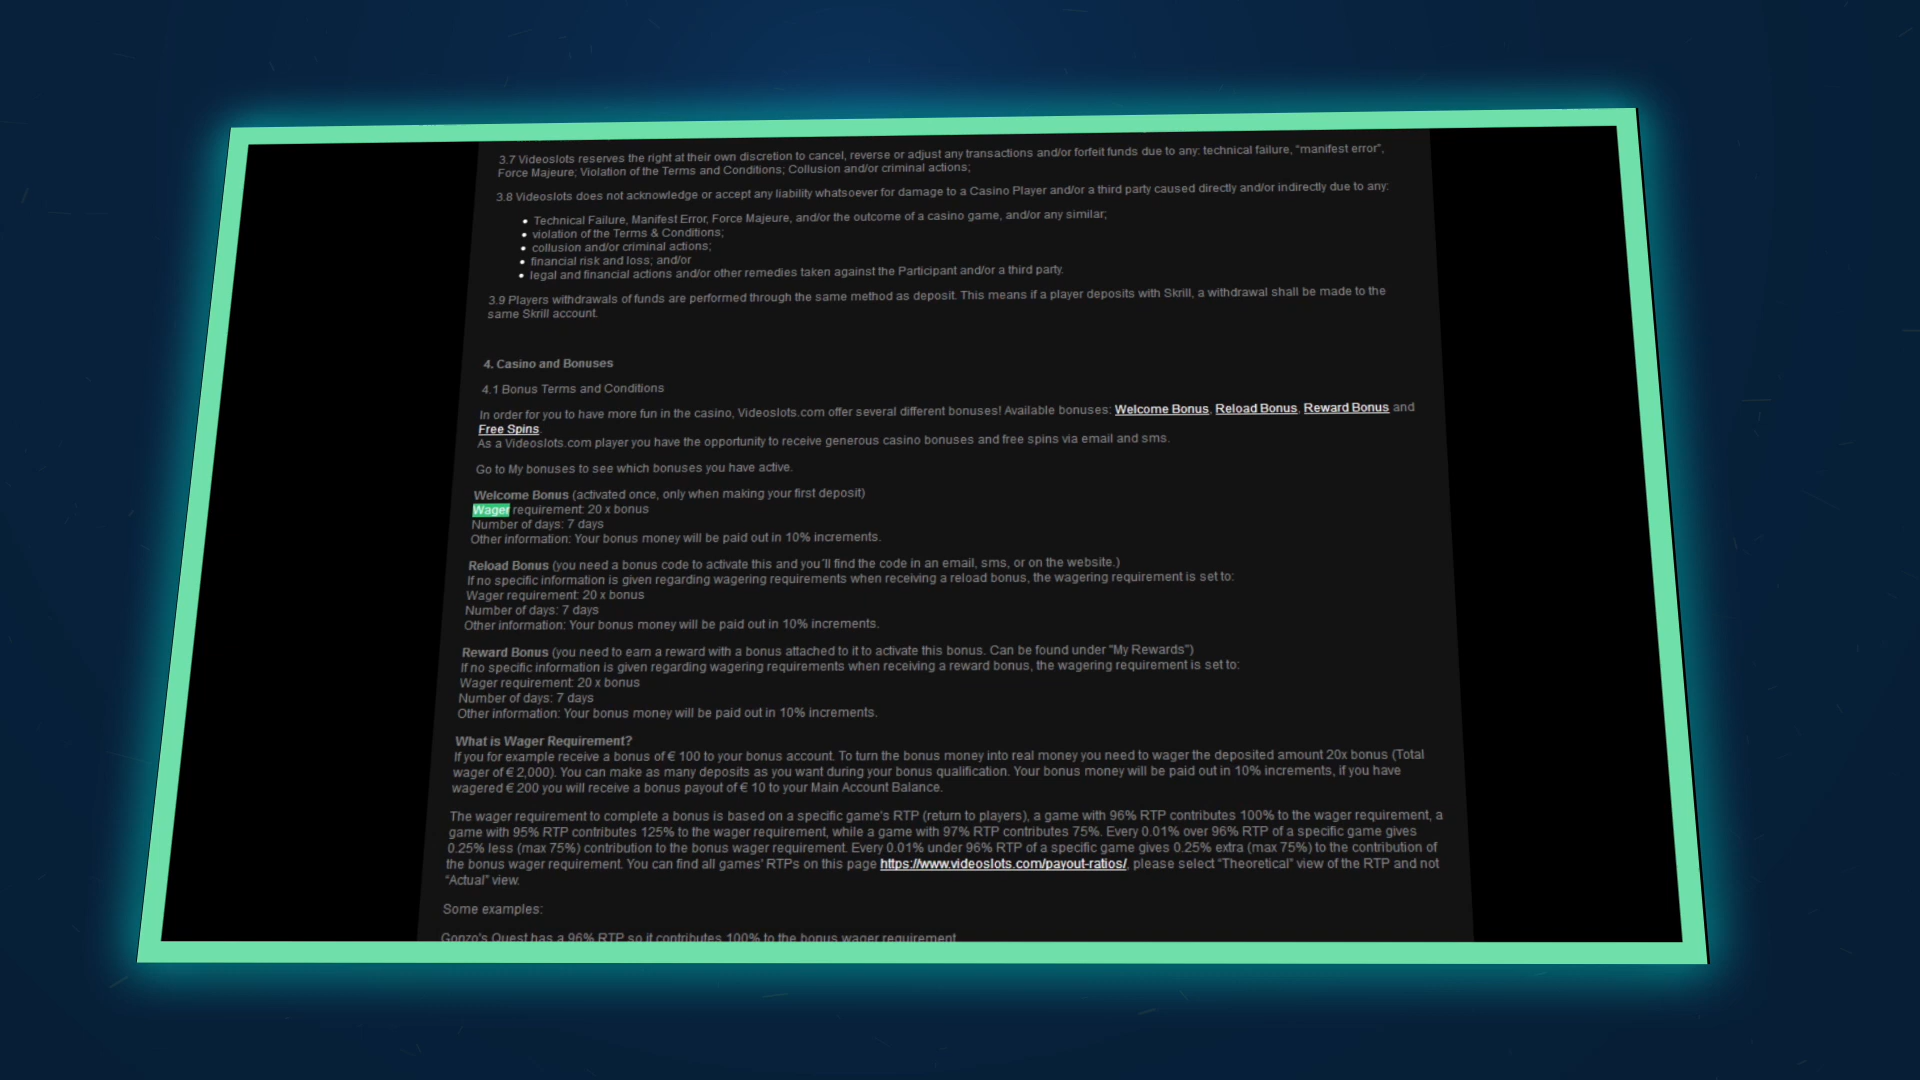 3.7 Videoslots reserves the right at their own discretion to cancel, reverse or adjust any transactions and/or forfeit funds due to any: technical failure, “manifest error”,
Force Majeure; Violation of the Terms and Conditions; Collusion and/or criminal actions;
3.8 Videoslots does not acknowledge or accept any liability whatsoever for damage to a Casino Player and/or a third party caused directly and/or indirectly due to any:
• Technical Failure, Manifest Error, Force Majeure, and/or the outcome of a casino game, and/or any similar;
• violation of the Terms & Conditions;
• collusion and/or criminal actions;
• financial risk and loss; and/or
• legal and financial actions and/or other remedies taken against the Participant and/or a third party.
3.9 Players withdrawals of funds are performed through the same method as deposit. This means if a player deposits with Skrill, a withdrawal shall be made to the
same Skrill account.
4. Casino and Bonuses
4.1 Bonus Terms and Conditions
In order for you to have more fun in the casino, Videoslots.com offer several different bonuses! Available bonuses: Welcome Bonus, Reload Bonus, Reward Bonus and
Free Spins.
As a Videoslots.com player you have the opportunity to receive generous casino bonuses and free spins via email and sms.
Go to My bonuses to see which bonuses you have active.
Welcome Bonus (activated once, only when making your first deposit)
Wager requirement: 20 x bonus
Number of days: 7 days
Other information: Your bonus money will be paid out in 10% increments.
Reload Bonus (you need a bonus code to activate this and you´ll find the code in an email, sms, or on the website.)
If no specific information is given regarding wagering requirements when receiving a reload bonus, the wagering requirement is set to:
Wager requirement: 20 x bonus
Number of days: 7 days
Other information: Your bonus money will be paid out in 10% increments.
Reward Bonus (you need to earn a reward with a bonus attached to it to activate this bonus. Can be found under "My Rewards")
If no specific information is given regarding wagering requirements when receiving a reward bonus, the wagering requirement is set to:
Wager requirement: 20 x bonus
Number of days: 7 days
Other information: Your bonus money will be paid out in 10% increments.
What is Wager Requirement?
If you for example receive a bonus of € 100 to your bonus account. To turn the bonus money into real money you need to wager the deposited amount 20x bonus (Total
wager of € 2,000). You can make as many deposits as you want during your bonus qualification. Your bonus money will be paid out in 10% increments, if you have
wagered € 200 you will receive a bonus payout of € 10 to your Main Account Balance.
The wager requirement to complete a bonus is based on a specific game's RTP (return to players), a game with 96% RTP contributes 100% to the wager requirement, a
game with 95% RTP contributes 125% to the wager requirement, while a game with 97% RTP contributes 75%. Every 0.01% over 96% RTP of a specific game gives
0.25% less (max 75%) contribution to the bonus wager requirement. Every 0.01% under 96% RTP of a specific game gives 0.25% extra (max 75%) to the contribution of
the bonus wager requirement. You can find all games' RTPs on this page https://www.videoslots.com/payout-ratios/, please select “Theoretical” view of the RTP and not
“Actual” view.
Some examples:
Gonzo's Quest has a 96% RTP so it contributes 100% to the bonus wager requirement